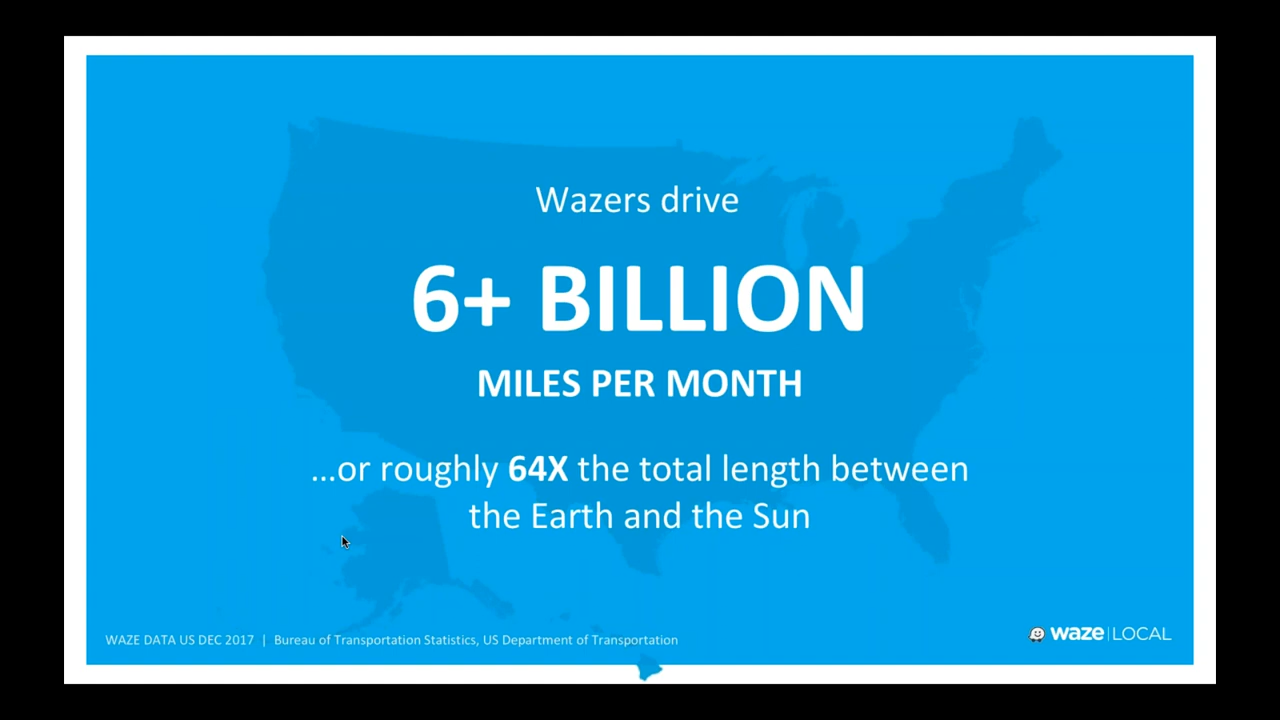 Wazers drive
6+ BILLION
MILES PER MONTH
...or roughly 64X the total length between
the Earth and the Sun
WAZE DATA US DEC 2017 | Bureau of Transportation Statistics, US Department of Transportation
waze | LOCAL